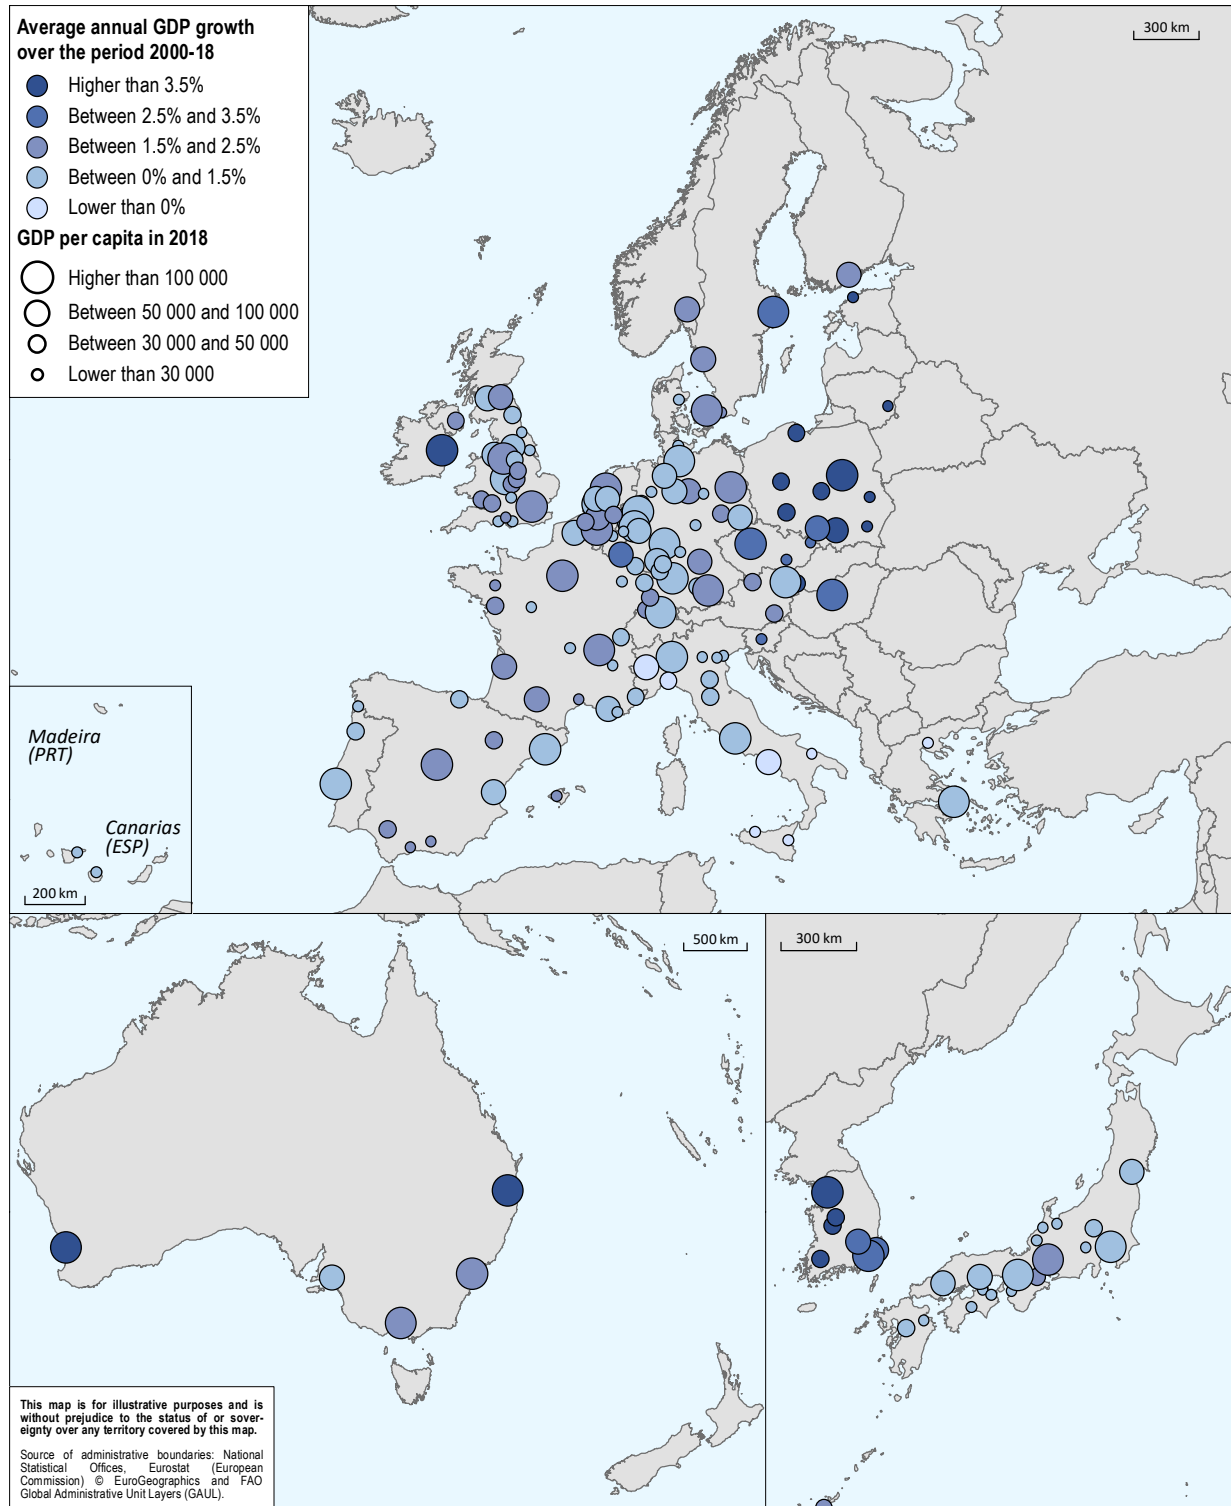 Average annual GDP growth
over the period 2000-18
Higher than 3.5%
Between 2.5% and 3.5%
Between 1.5% and 2.5%
Between 0% and 1.5%
Lower than 0%
GDP per capita in 2018
Higher than 100 000
Between 50 000 and 100 000
Between 30 000 and 50 000
Lower than 30 000
300 km
Madeira
(PRT)
Canarias
(ESP)
200 km
500 km
300 km
This map is for illustrative purposes and is
without prejudice to the status of or sover-
eignty over any territory covered by this map.
Source of administrative boundaries: National
Statistical Offices, Eurostat (European
Commission) © EuroGeographics and FAO
Global Administrative Unit Layers (GAUL).